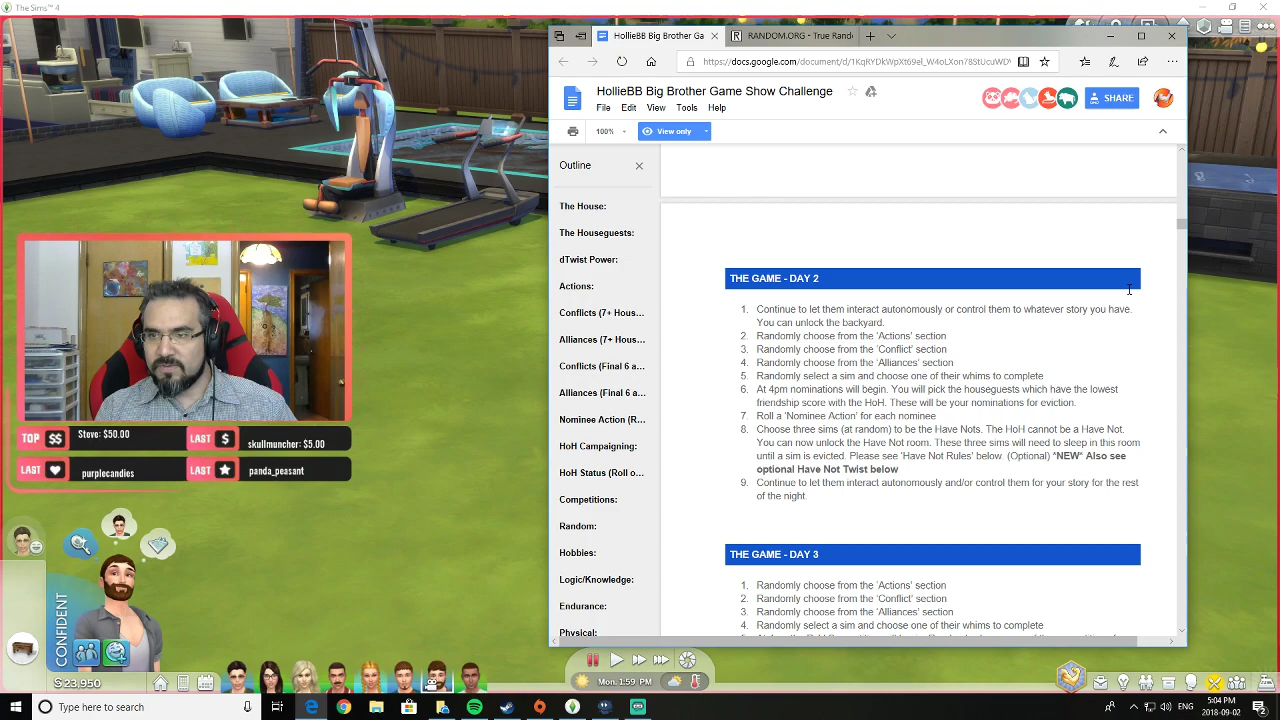 The Sims™ 4
HollieBB Big Brother Ga
RANDOM.ORG - True Rand
HollieBB Big Brother Game Show Challenge
File Edit View Tools Help
SHARE
100%
View only
Outline
The House:
The Houseguests:
dTwist Power:
Actions:
Conflicts (7+ Hous...
Alliances (7+ Hous...
Conflicts (Final 6 a...
Alliances (Final 6 a...
Nominee Action (R...
HoH Campaigning:
HoH Status (Roll o...
Competitions:
Random:
Hobbies:
Logic/Knowledge:
Endurance:
Physical:
THE GAME - DAY 2
1. Continue to let them interact autonomously or control them to whatever story you have.
You can unlock the backyard.
2. Randomly choose from the 'Actions' section
3. Randomly choose from the 'Conflict' section
4. Randomly choose from the 'Alliances' section
5. Randomly select a sim and choose one of their whims to complete
6. At 4pm nominations will begin. You will pick the houseguests which have the lowest
friendship score with the HoH. These will be your nominations for eviction.
7. Roll a 'Nominee Action' for each nominee
8. Choose three sims (at random) to be the Have Nots. The HoH cannot be a Have Not.
You can now unlock the Have Not room. These three sims will need to sleep in this room
until a sim is evicted. Please see 'Have Not Rules' below. (Optional) *NEW* Also see
optional Have Not Twist below
9. Continue to let them interact autonomously and/or control them for your story for the rest
of the night.
THE GAME - DAY 3
1. Randomly choose from the 'Actions' section
2. Randomly choose from the 'Conflict' section
3. Randomly choose from the 'Alliances' section
4. Randomly select a sim and choose one of their whims to complete
TOP $$ Steve: $50.00
LAST $ skullmuncher: $5.00
LAST purplecandies
LAST panda_peasant
CONFIDENT
§23,950
Mon. 1:59 PM
Type here to search
ENG
5:04 PM
2018-09-02
2